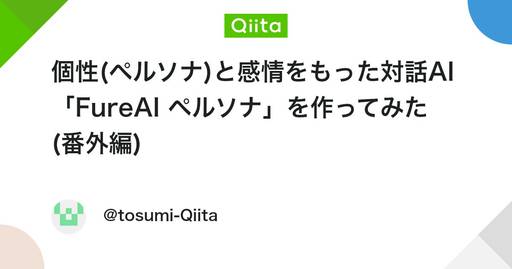 Qiita
個性(ペルソナ)と感情をもった対話AI
「FureAI ペルソナ」を作ってみた
(番外編)
@tosumi-Qiita